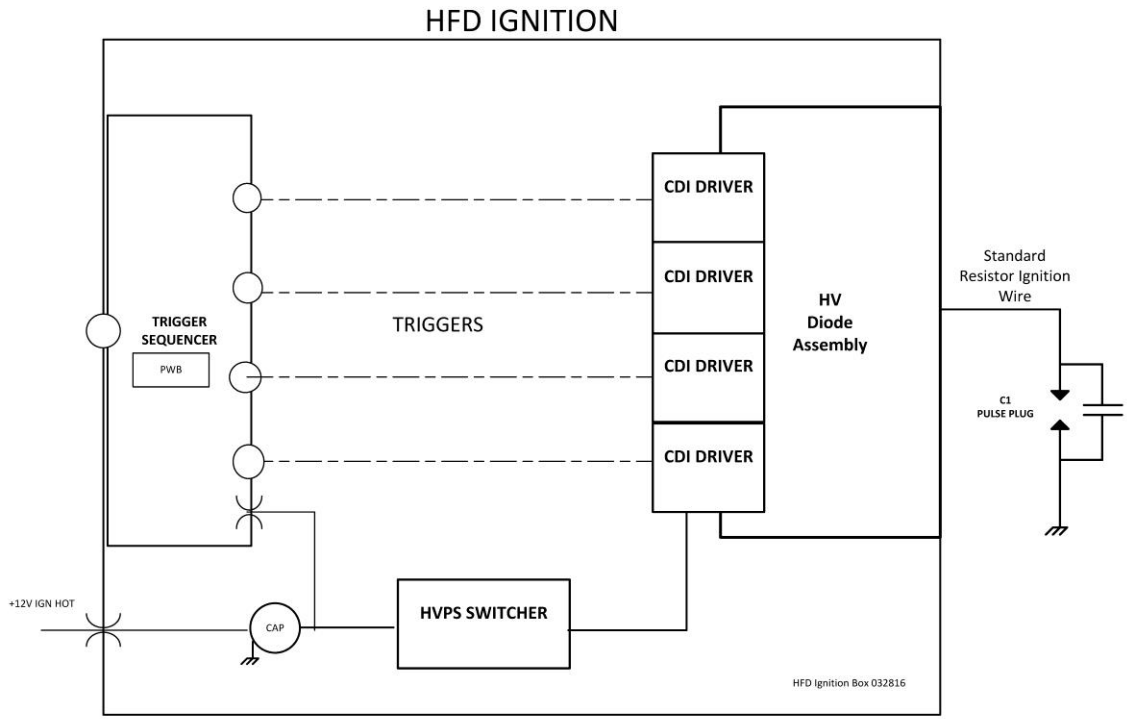 HFD IGNITION
CDI DRIVER
CDI DRIVER
CDI DRIVER
CDI DRIVER
TRIGGER
SEQUENCER
PWB
TRIGGERS
HV
Diode
Assembly
Standard
Resistor Ignition
Wire
C1
PULSE PLUG
+12V IGN HOT
CAP
HVPS SWITCHER
HFD Ignition Box 032816